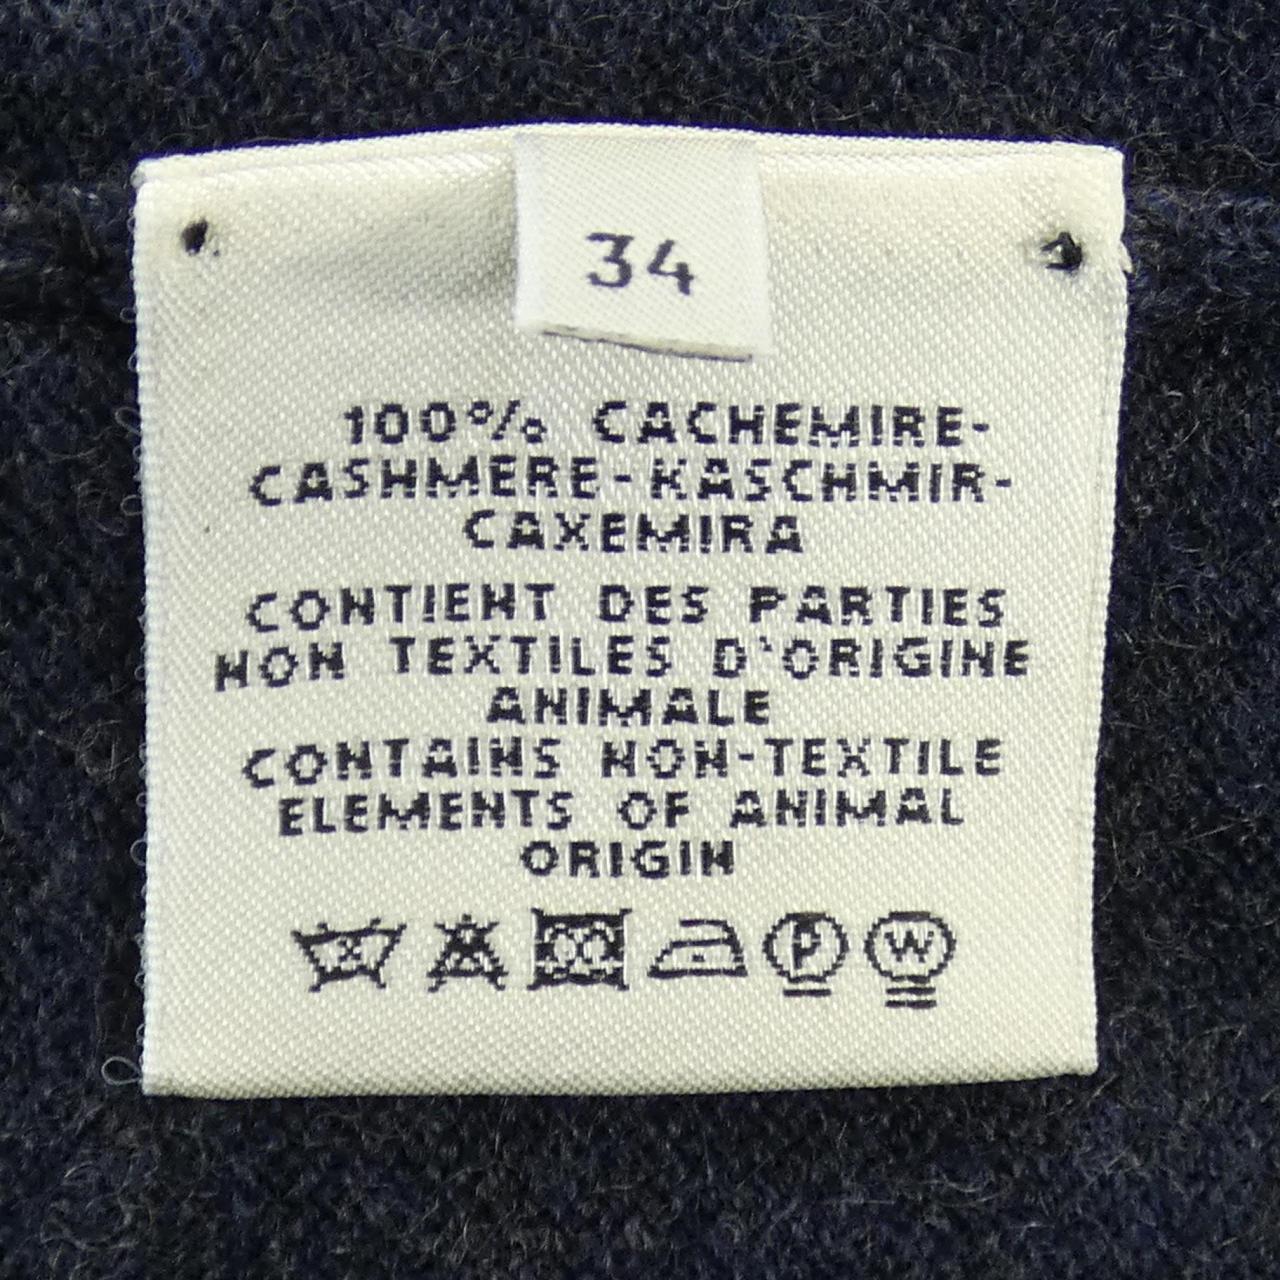 34
100% CACHEMIRE-
CASHMERE-KASCHMIR-
CAXEMIRA
CONTIENT DES PARTIES
NON TEXTILES D'ORIGINE
ANIMALE
CONTAINS NON-TEXTILE
ELEMENTS OF ANIMAL
ORIGIN
P W